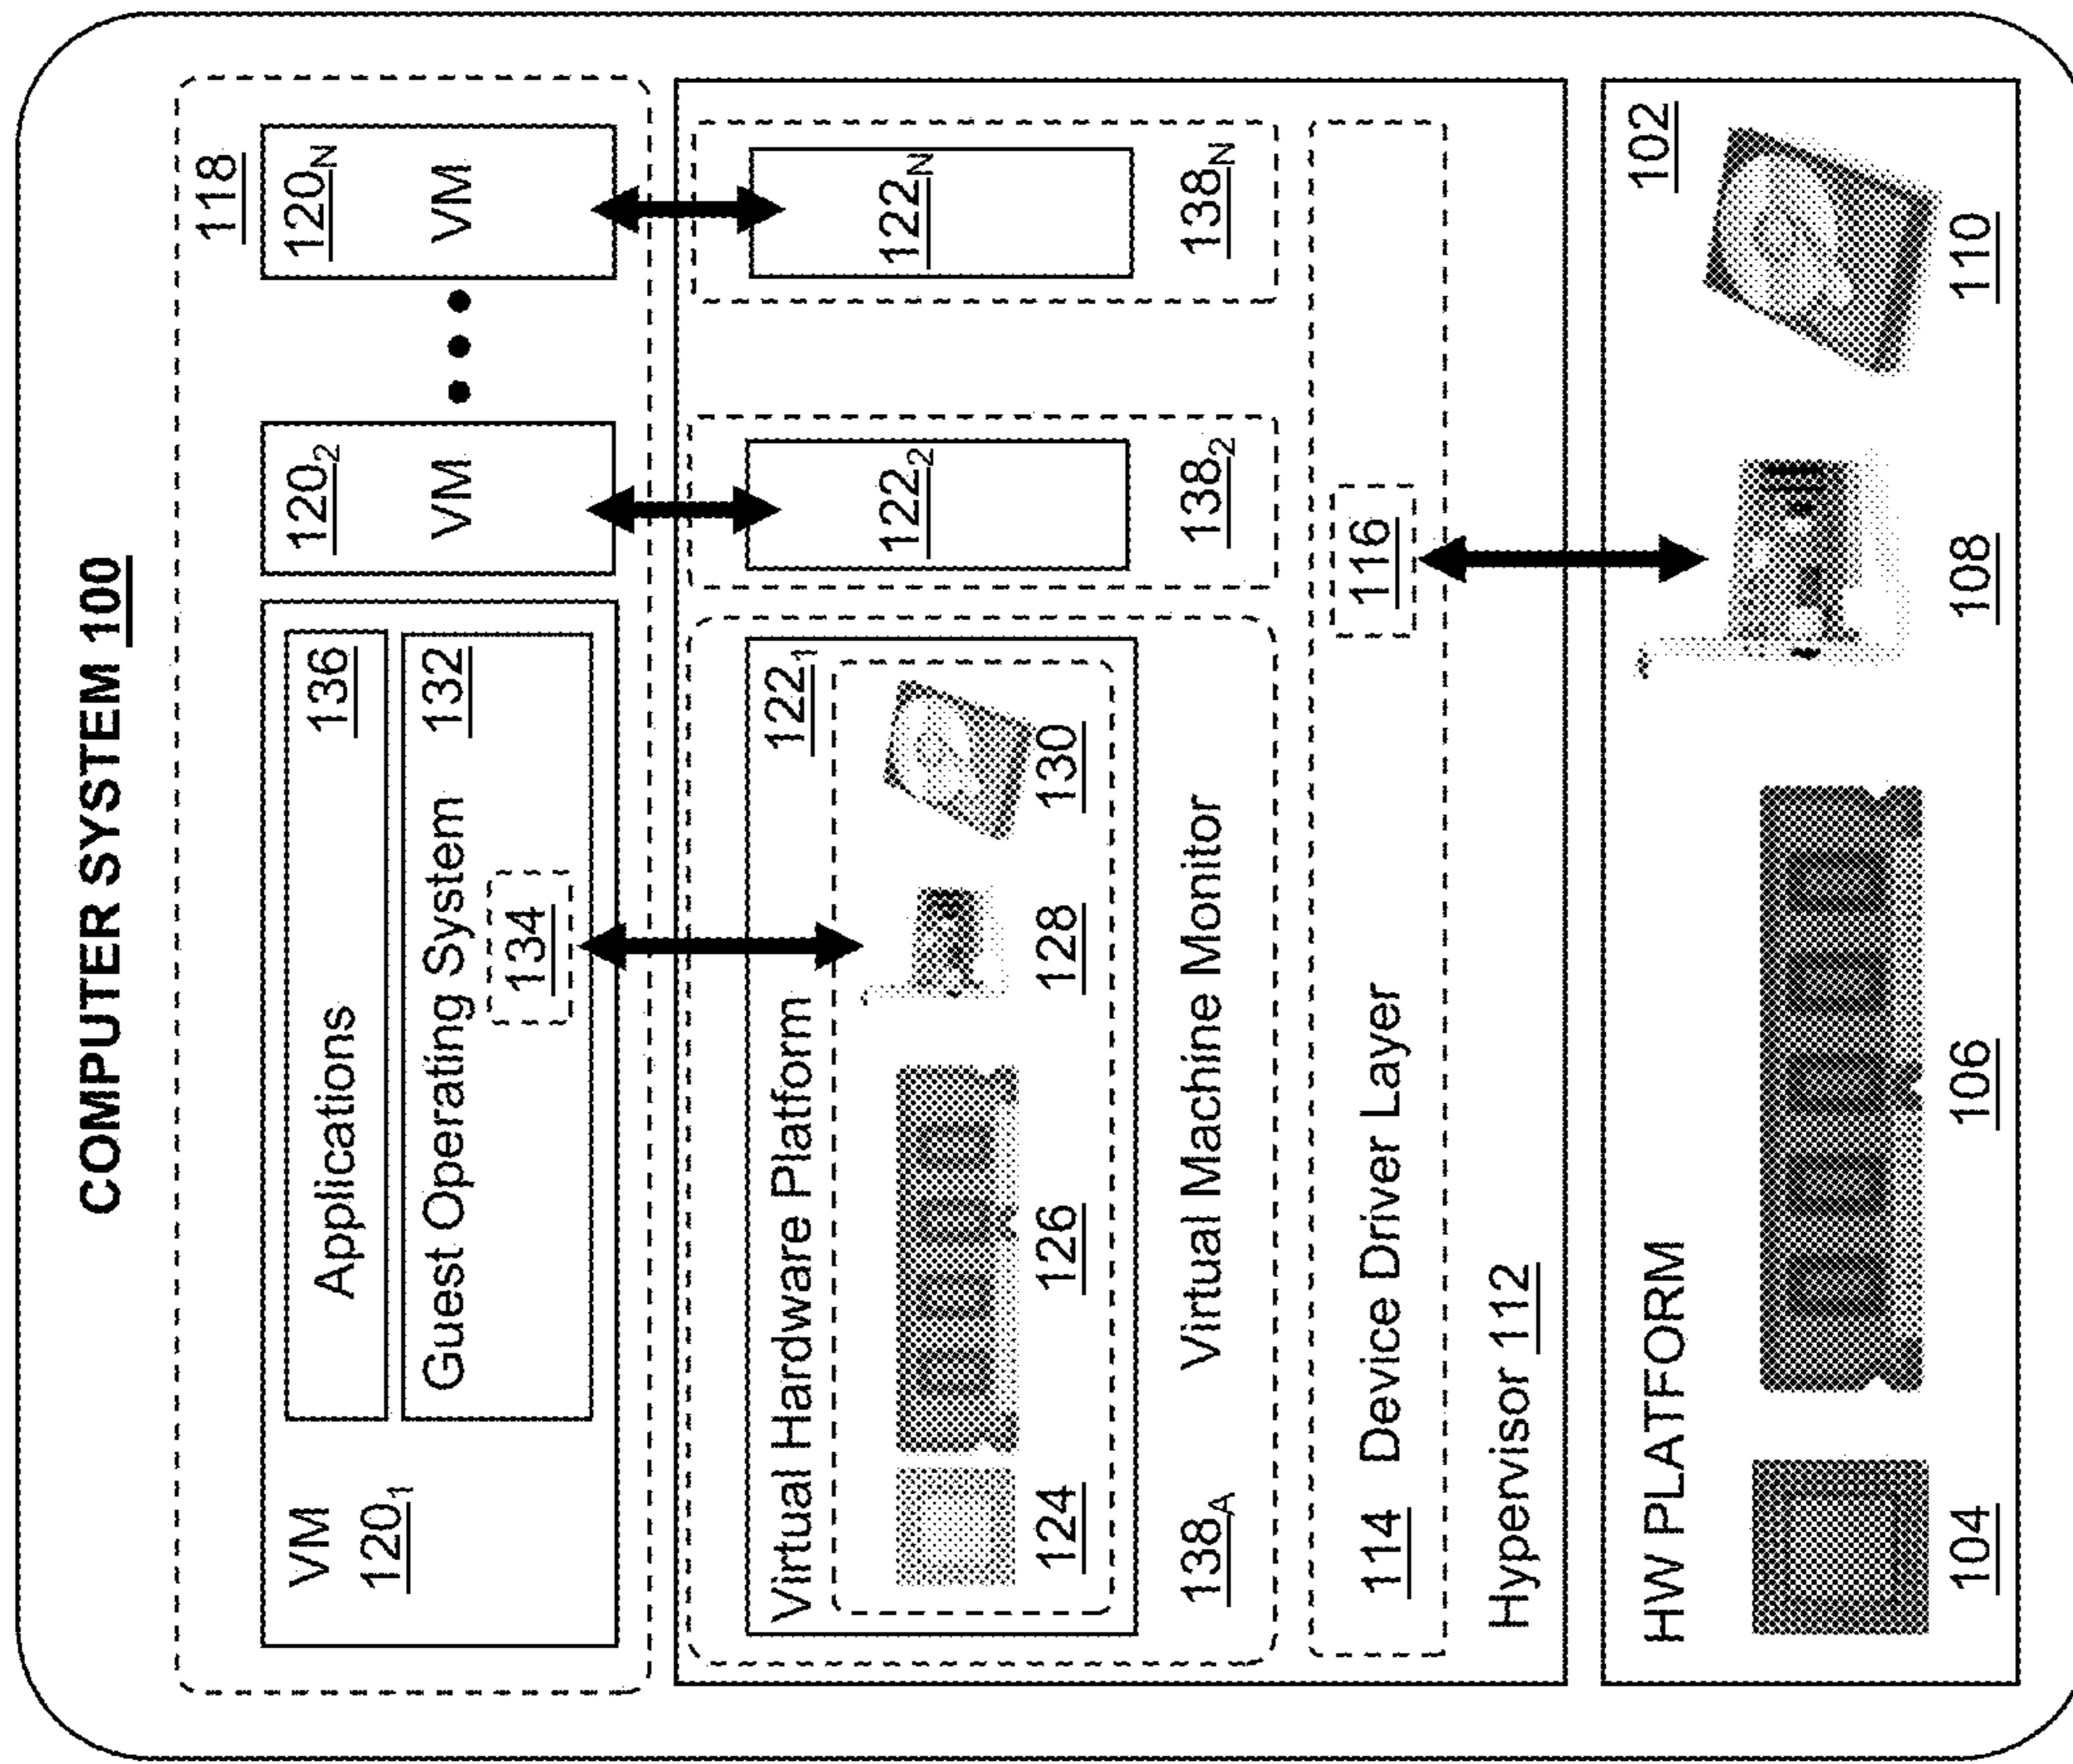 COMPUTER SYSTEM 100
118
VM
120₁
Applications
136
Guest Operating System
132
134
120₂
VM
120N
VM
Virtual Hardware Platform
122₁
124
126
128
130
138A
Virtual Machine Monitor
122₂
138₂
122N
138N
114 Device Driver Layer
116
Hypervisor 112
HW PLATFORM
102
104
106
108
110